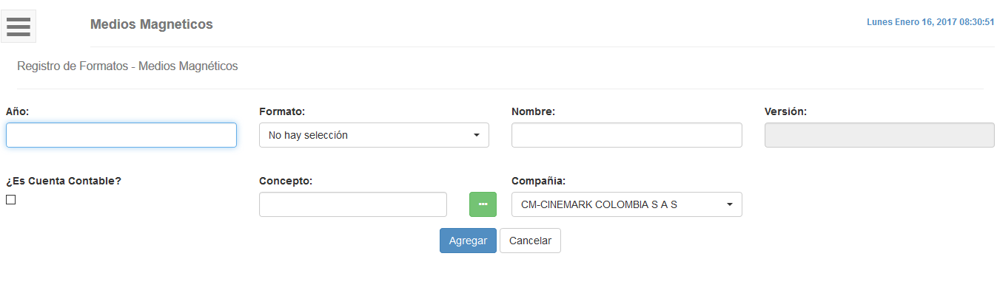 Medios Magneticos
Lunes Enero 16, 2017 08:30:51
Registro de Formatos - Medios Magnéticos
Año:
Formato:
Nombre:
Versión:
No hay selección
¿Es Cuenta Contable?
Concepto:
Compañia:
...
CM-CINEMARK COLOMBIA S A S
Agregar
Cancelar